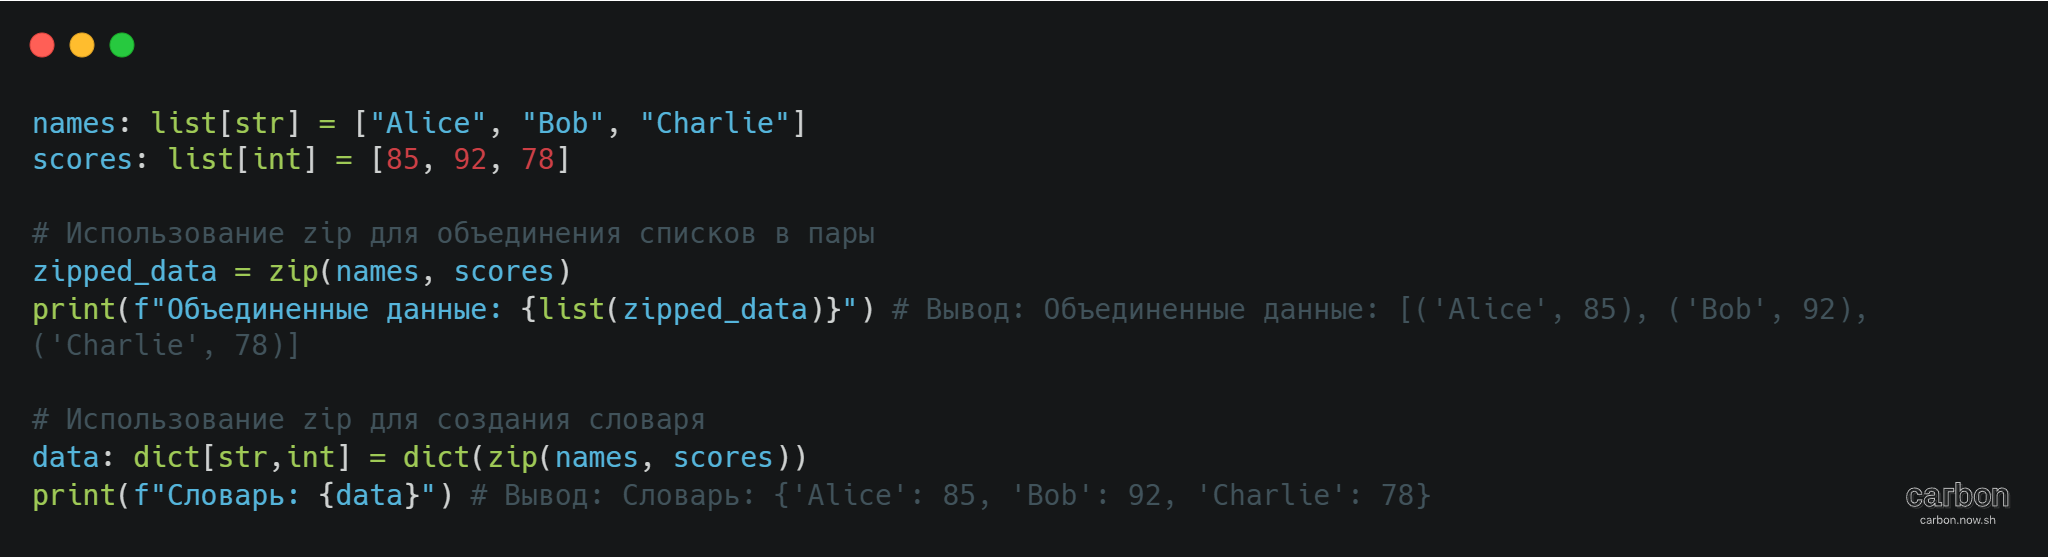 names: list[str] = ["Alice", "Bob", "Charlie"]
scores: list[int] = [85, 92, 78]
# Использование zip для объединения списков в пары
zipped_data = zip(names, scores)
print(f"Объединенные данные: {list(zipped_data)}") # Вывод: Объединенные данные: [('Alice', 85), ('Bob', 92),
('Charlie', 78)]
# Использование zip для создания словаря
data: dict[str,int] = dict(zip(names, scores))
print(f"Словарь: {data}") # Вывод: Словарь: {'Alice': 85, 'Bob': 92, 'Charlie': 78}
carbon
carbon.now.sh